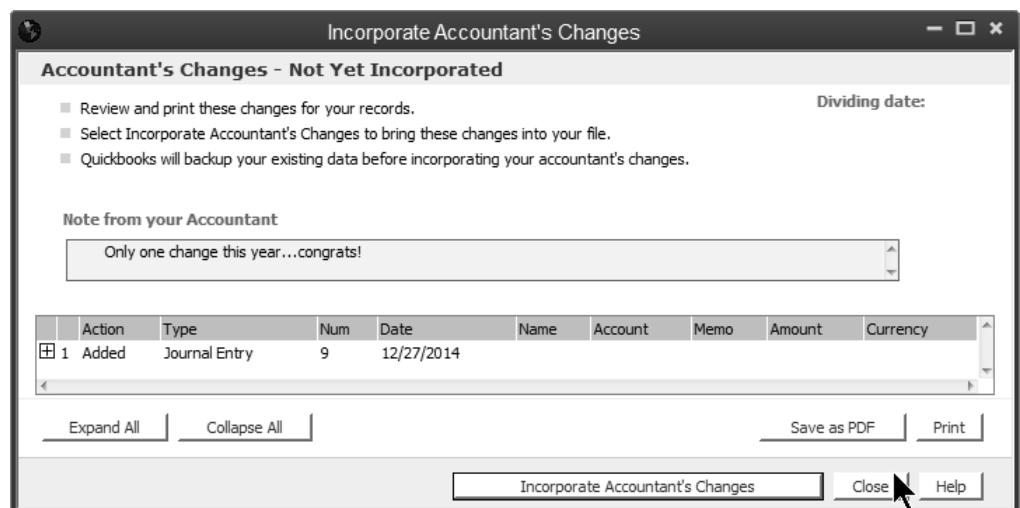 Incorporate Accountant's Changes
Accountant's Changes - Not Yet Incorporated
Dividing date:
Review and print these changes for your records.
Select Incorporate Accountant's Changes to bring these changes into your file.
Quickbooks will backup your existing data before incorporating your accountant's changes.
Note from your Accountant
Only one change this year...congrats!
Action Type Num Date Name Account Memo Amount Currency
1 Added Journal Entry 9 12/27/2014
Expand All Collapse All Save as PDF Print
Incorporate Accountant's Changes Close Help